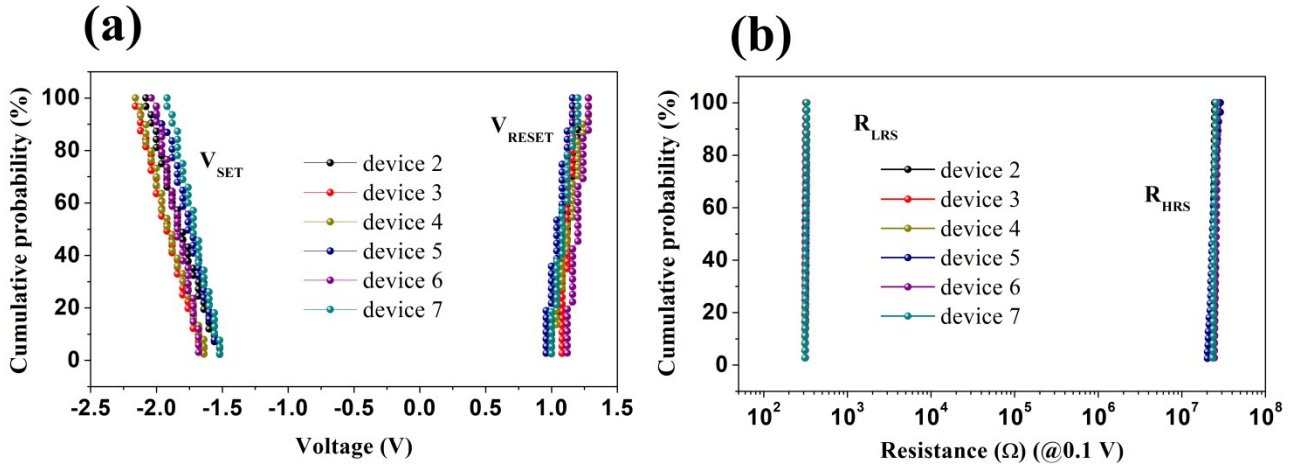 (a)
Cumulative probability (%)
100
80
60
40
20
0
V_SET
V_RESET
device 2
device 3
device 4
device 5
device 6
device 7
-2.5 -2.0 -1.5 -1.0 -0.5 0.0 0.5 1.0 1.5
Voltage (V)
(b)
Cumulative probability (%)
100
80
60
40
20
0
R_LRS
R_HRS
device 2
device 3
device 4
device 5
device 6
device 7
10^2 10^3 10^4 10^5 10^6 10^7 10^8
Resistance (Ω) (@0.1 V)